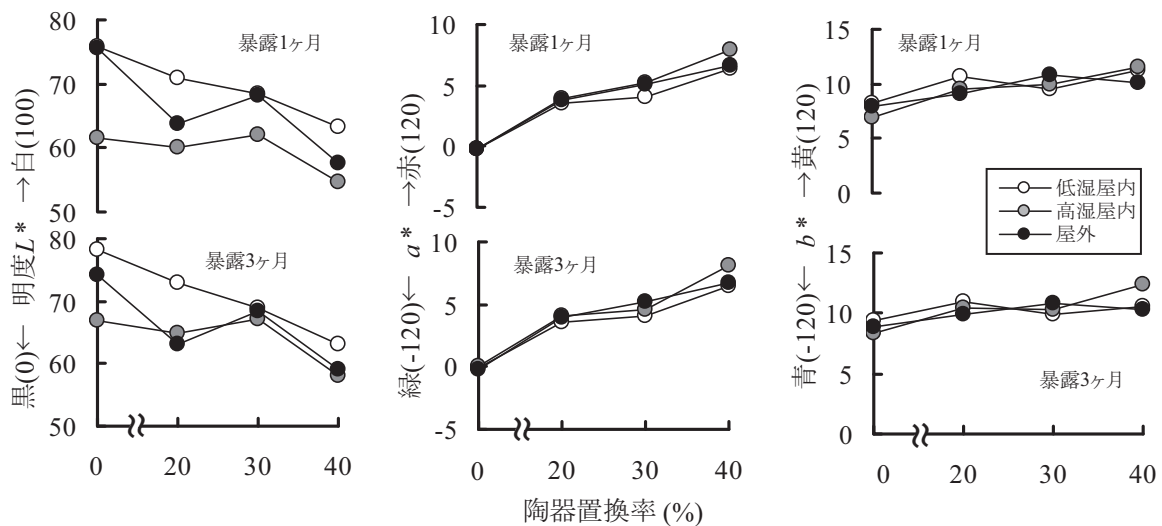 黒(0)← 明度L* →白(100)
80
70
60
50
暴露1ヶ月
80
70
60
50
暴露3ヶ月
0 20 30 40
緑(-120)← a* →赤(120)
10
5
0
-5
暴露1ヶ月
10
5
0
-5
暴露3ヶ月
0 20 30 40
陶器置換率(%)
青(-120)← b* →黄(120)
15
10
5
0
暴露1ヶ月
低湿屋内
高湿屋内
屋外
15
10
5
0
暴露3ヶ月
0 20 30 40